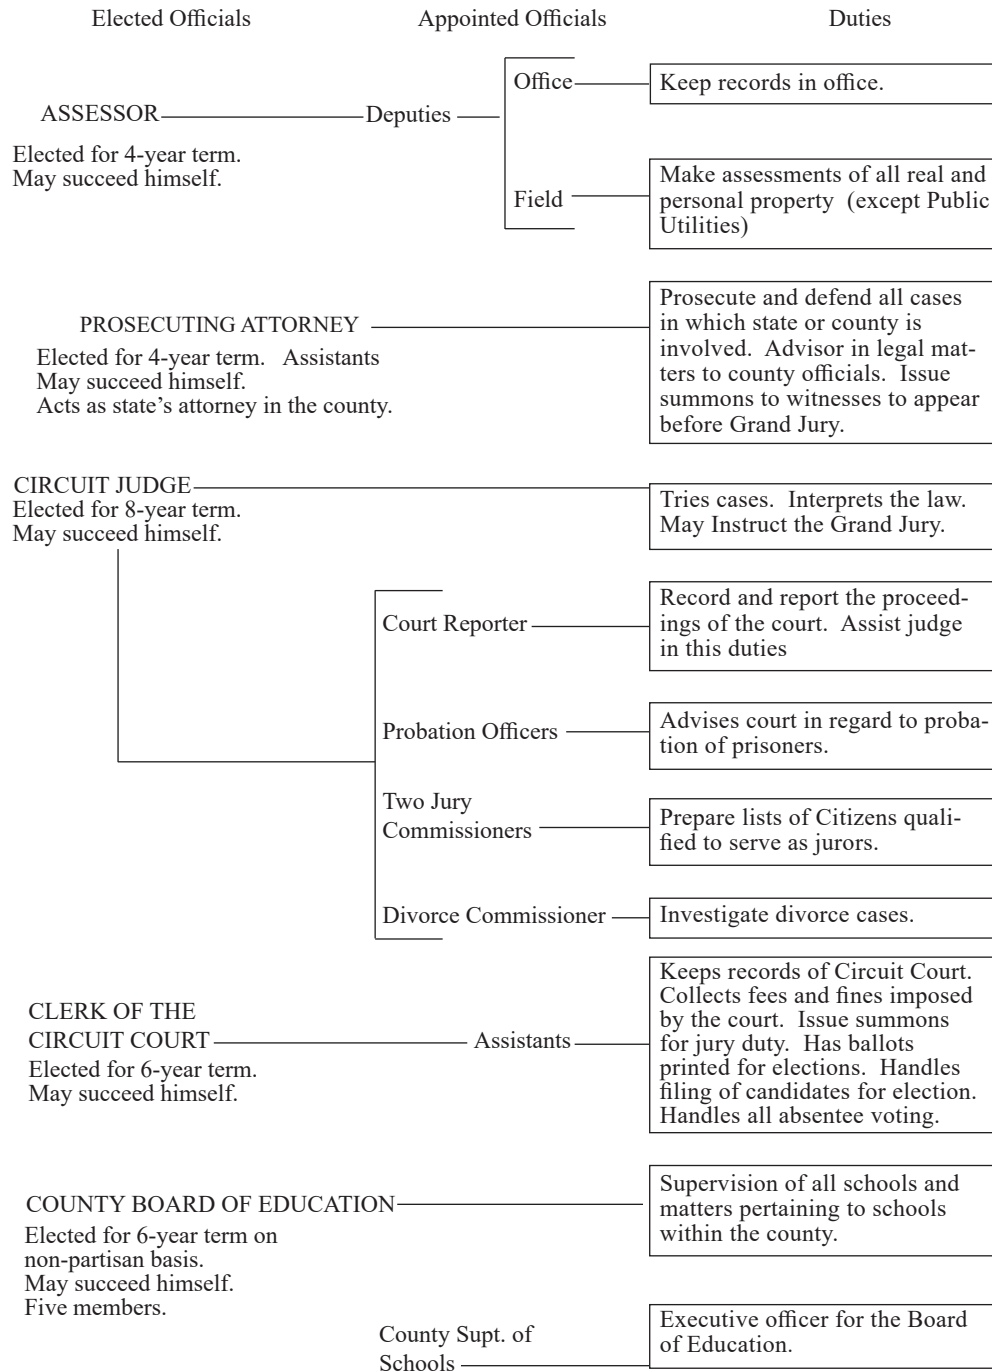 Elected Officials Appointed Officials Duties
Office Keep records in office.
ASSESSOR Deputies
Elected for 4-year term.
May succeed himself.
Field
Make assessments of all real and
personal property (except Public
Utilities)
PROSECUTING ATTORNEY
Elected for 4-year term. Assistants
May succeed himself.
Acts as state's attorney in the county.
Prosecute and defend all cases
in which state or county is
involved. Advisor in legal mat-
ters to county officials. Issue
summons to witnesses to appear
before Grand Jury.
CIRCUIT JUDGE
Elected for 8-year term.
May succeed himself.
Tries cases. Interprets the law.
May Instruct the Grand Jury.
Court Reporter
Record and report the proceed-
ings of the court. Assist judge
in this duties
Probation Officers
Advises court in regard to proba-
tion of prisoners.
Two Jury
Commissioners
Prepare lists of Citizens quali-
fied to serve as jurors.
Divorce Commissioner Investigate divorce cases.
CLERK OF THE
CIRCUIT COURT Assistants
Elected for 6-year term.
May succeed himself.
Keeps records of Circuit Court.
Collects fees and fines imposed
by the court. Issue summons
for jury duty. Has ballots
printed for elections. Handles
filing of candidates for election.
Handles all absentee voting.
COUNTY BOARD OF EDUCATION
Elected for 6-year term on
non-partisan basis.
May succeed himself.
Five members.
Supervision of all schools and
matters pertaining to schools
within the county.
County Supt. of
Schools
Executive officer for the Board
of Education.